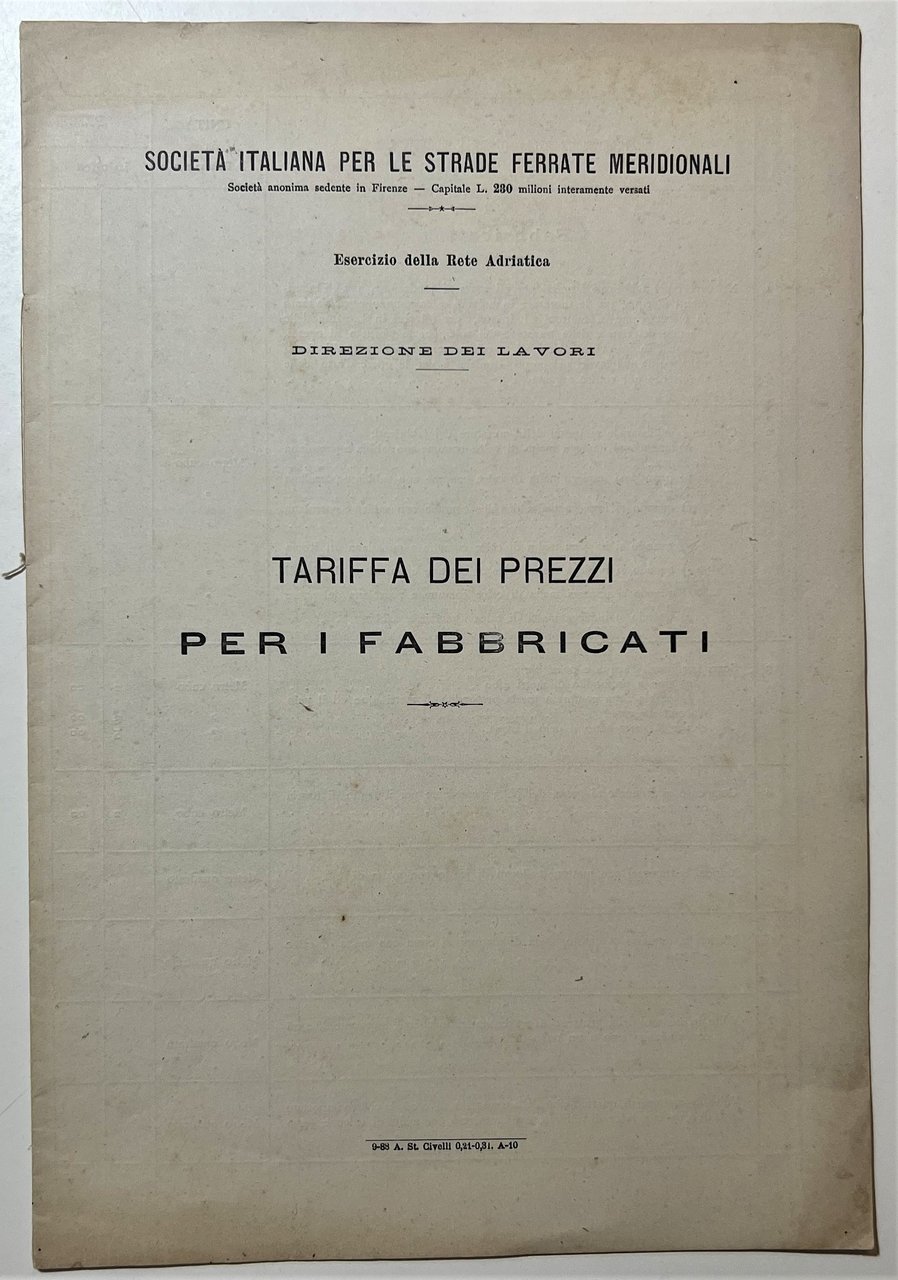 SOCIETÀ ITALIANA PER LE STRADE FERRATE MERIDIONALI
Società anonima sedente in Firenze — Capitale L. 230 milioni interamente versati
Esercizio della Rete Adriatica
DIREZIONE DEI LAVORI
TARIFFA DEI PREZZI
PER I FABBRICATI
9-88 A. St. Civelli 0,21-0,31. A-10